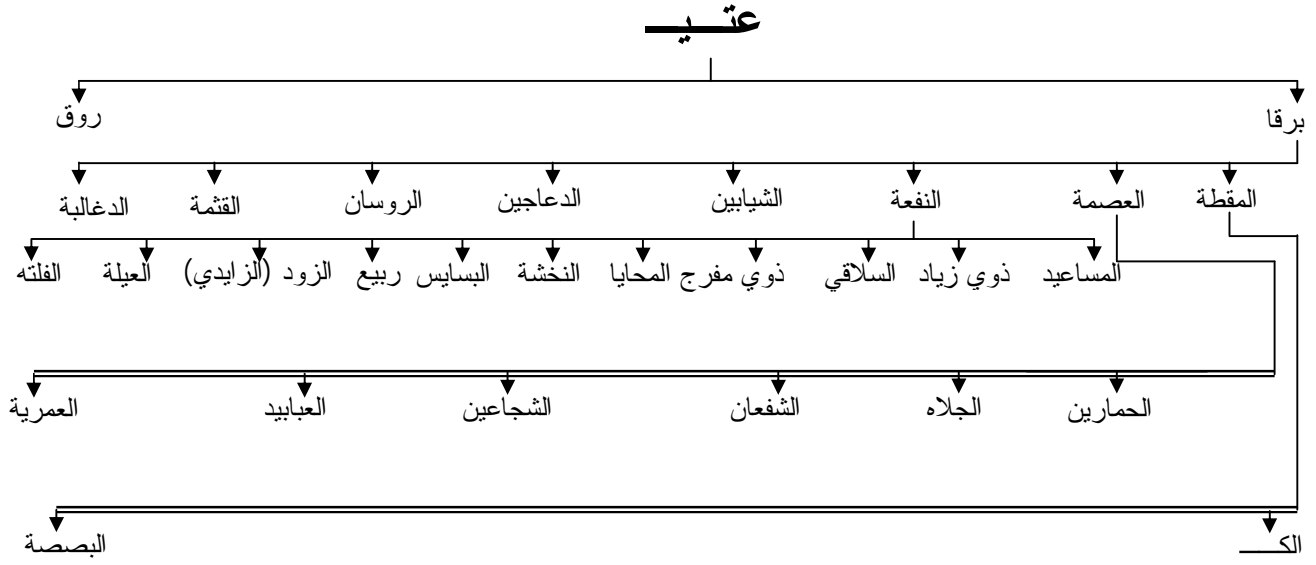 عتيـــ
برقا روق
المقطة العصمة النفعة الشيابين الدعاجين الروسان القثمة الدغالبة
المساعيد ذوي زياد السلاقي ذوي مفرج المحايا النخشة البسايس ربيع الزود (الزايدي) العيلة الفلته
الحمارين الجلاه الشفعان الشجاعين العبابيد العمرية
الكـــ البصصة